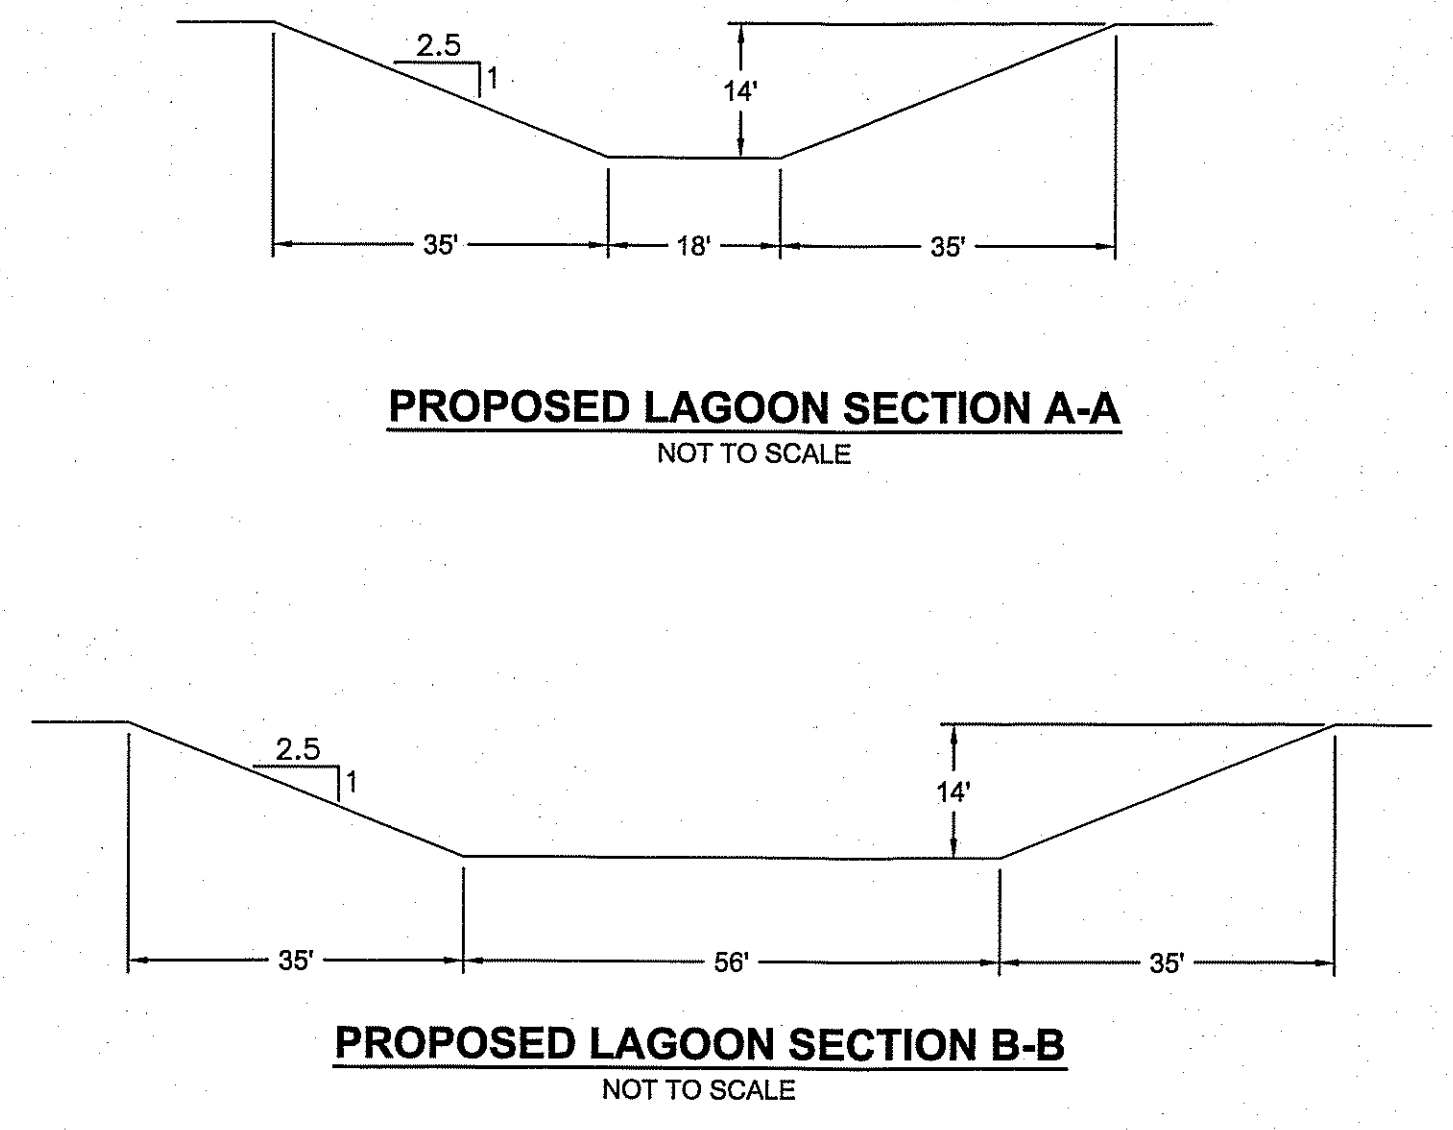 2.5
1
14'
35' 18' 35'
PROPOSED LAGOON SECTION A-A
NOT TO SCALE
2.5
1
14'
35' 56' 35'
PROPOSED LAGOON SECTION B-B
NOT TO SCALE